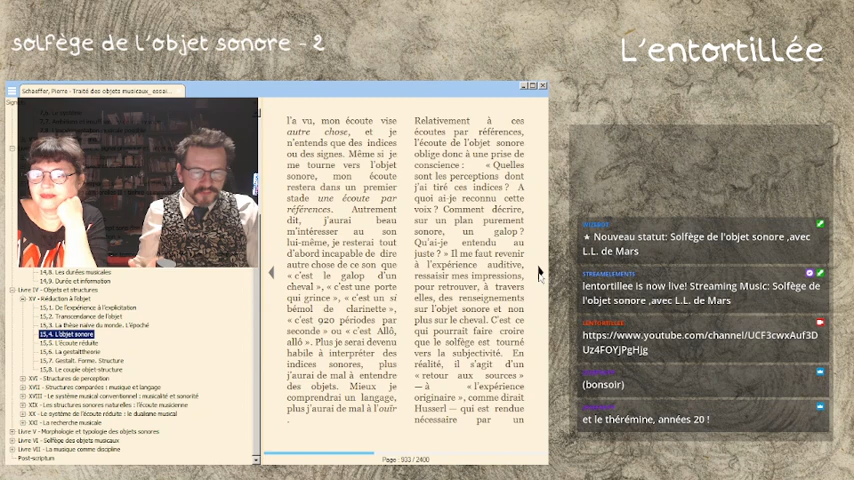 solfège de l'objet sonore - 2
L'entortillée
Schaeffer, Pierre - Traité des objets musicaux_ essai...
14,8. Les durées musicales
14,9. Durée et information
Livre IV - Objets et structures
XV - Réduction à l'objet
15,1. De l'expérience à l'explicitation
15,2. Transcendance de l'objet
15,3. La thèse naïve du monde. L'épochè
15,4. L'objet sonore
15,5. L'écoute réduite
15,6. La gestalttheorie
15,7. Gestalt. Forme. Structure
15,8. Le couple objet-structure
XVI - Structures de perception
XVII - Structures comparées : musique et langage
XVIII - Le système musical conventionnel : musicalité et sonorité
XIX - Les structures sonores naturelles : l'écoute musicienne
XX - Le système de l'écoute réduite : le dualisme musical
XXI - La recherche musicale
Livre V - Morphologie et typologie des objets sonores
Livre VI - Solfège des objets musicaux
Livre VII - La musique comme discipline
Post-scriptum
l'a vu, mon écoute vise
autre chose, et je
n'entends que des indices
ou des signes. Même si je
me tourne vers l'objet
sonore, mon écoute
restera dans un premier
stade une écoute par
références. Autrement
dit, j'aurai beau
m'intéresser au son
lui-même, je resterai tout
d'abord incapable de dire
autre chose de ce son que
« c'est le galop d'un
cheval », « c'est une porte
qui grince », « c'est un si
bémol de clarinette »,
« c'est 920 périodes par
seconde » ou « c'est Allô,
allô ». Plus je serai devenu
habile à interpréter des
indices sonores, plus
j'aurai de mal à entendre
des objets. Mieux je
comprendrai un langage,
plus j'aurai de mal à l'ouïr
.
Relativement à ces
écoutes par références,
l'écoute de l'objet sonore
oblige donc à une prise de
conscience : « Quelles
sont les perceptions dont
j'ai tiré ces indices ? A
quoi ai-je reconnu cette
voix ? Comment décrire,
sur un plan purement
sonore, un galop ?
Qu'ai-je entendu au
juste ? » Il me faut revenir
à l'expérience auditive,
ressaisir mes impressions,
pour retrouver, à travers
elles, des renseignements
sur l'objet sonore et non
plus sur le cheval. C'est ce
qui pourrait faire croire
que le solfège est tourné
vers la subjectivité. En
réalité, il s'agit d'un
« retour aux sources »
— à « l'expérience
originaire », comme dirait
Husserl — qui est rendue
nécessaire par un
Page : 933 / 2400
★ Nouveau statut: Solfège de l'objet sonore ,avec
L.L. de Mars
STREAMELEMENTS
lentortillee is now live! Streaming Music: Solfège de
l'objet sonore ,avec L.L. de Mars
LENTORTILLEE
https://www.youtube.com/channel/UCF3cwxAuf3D
Uz4FOYJPgHJg
(bonsoir)
et le thérémine, années 20 !